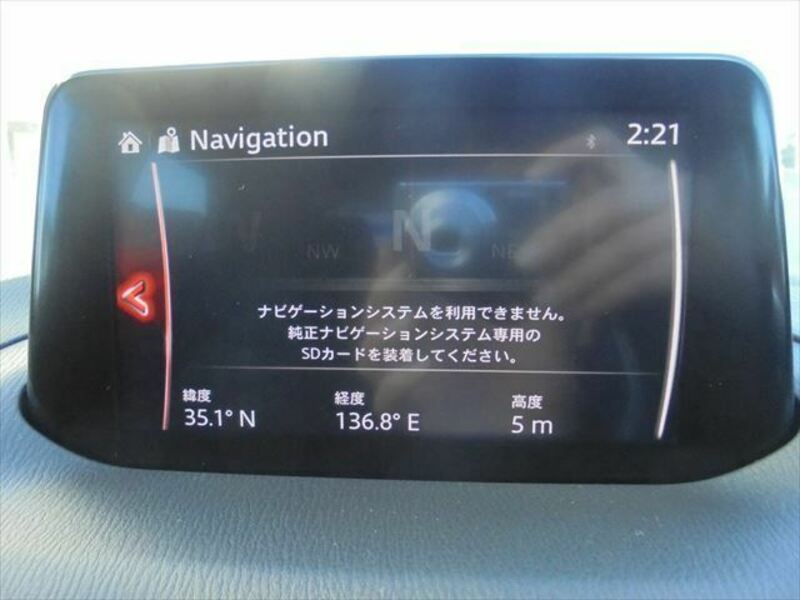 Navigation
2:21
NW
N
NE
ナビゲーションシステムを利用できません。
純正ナビゲーションシステム専用の
SDカードを装着してください。
緯度
経度
高度
35.1° N
136.8° E
5 m